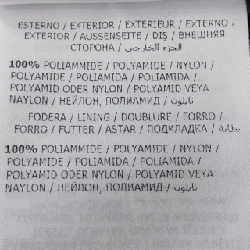 ESTERNO / EXTERIOR / EXTERIEUR / EXTERNO /
EXTERIOR / AUSSENSEITE / DIŞ / ВНЕШНЯЯ
СТОРОНА / الجزء الخارجي /
100% POLIAMMIDE / POLYAMIDE / NYLON /
POLYAMIDE / POLIAMIDA / POLIAMIDA /
POLYAMID ODER NYLON / POLYAMID VEYA
NAYLON / НЕЙЛОН, ПОЛИАМИД / نايلون /
FODERA / LINING / DOUBLURE / FORRO /
FORRO / FUTTER / ASTAR / ПОДКЛАДКА / بطانة /
100% POLIAMMIDE / POLYAMIDE / NYLON /
POLYAMIDE / POLIAMIDA / POLIAMIDA /
POLYAMID ODER NYLON / POLYAMID VEYA
NAYLON / НЕЙЛОН, ПОЛИАМИД / نايلون /